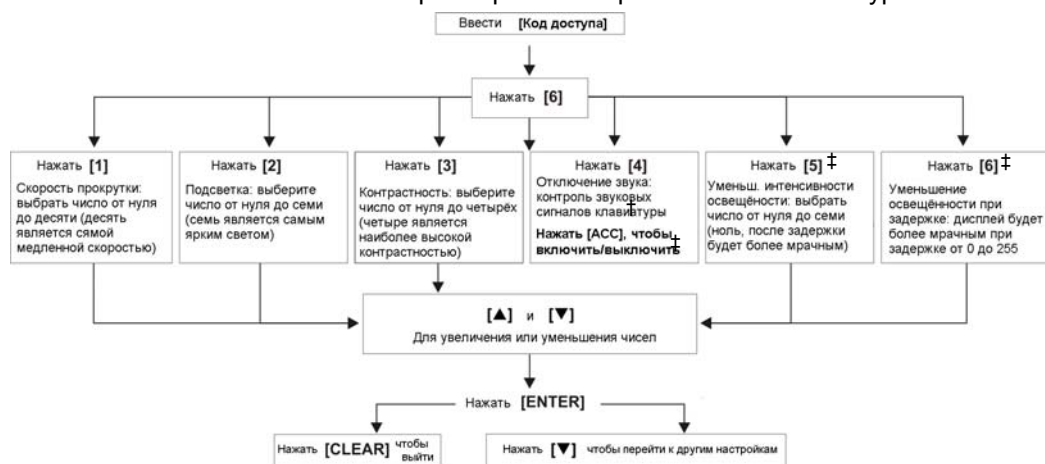 Ввести [Код доступа]
Нажать [6]
Нажать [1]
Скорость прокрутки:
выбрать число от нуля
до десяти (десять
является сямой
медленной скоростью)
Нажать [2]
Подсветка: выберите
число от нуля до семи
(семь является самым
ярким светом)
Нажать [3]
Контрастность: выберите
число от нуля до четырёх
(четыре является
наиболее высокой
контрастностью)
Нажать [4]
Отключение звука:
контроль звуковых
сигналов клавиатуры
Нажать [ACC], чтобы
включить/выключить‡
Нажать [5] ‡
Уменьш. интенсивности
освещёности: выбрать
число от нуля до семи
(ноль, после задержки
будет более мрачным)
Нажать [6] ‡
Уменьшение
освещённости при
задержке: дисплей будет
более мрачным при
задержке от 0 до 255
[▲] и [▼]
Для увеличения или уменьшения чисел
Нажать [ENTER]
Нажать [CLEAR] чтобы
выйти
Нажать [▼] чтобы перейти к другим настройкам